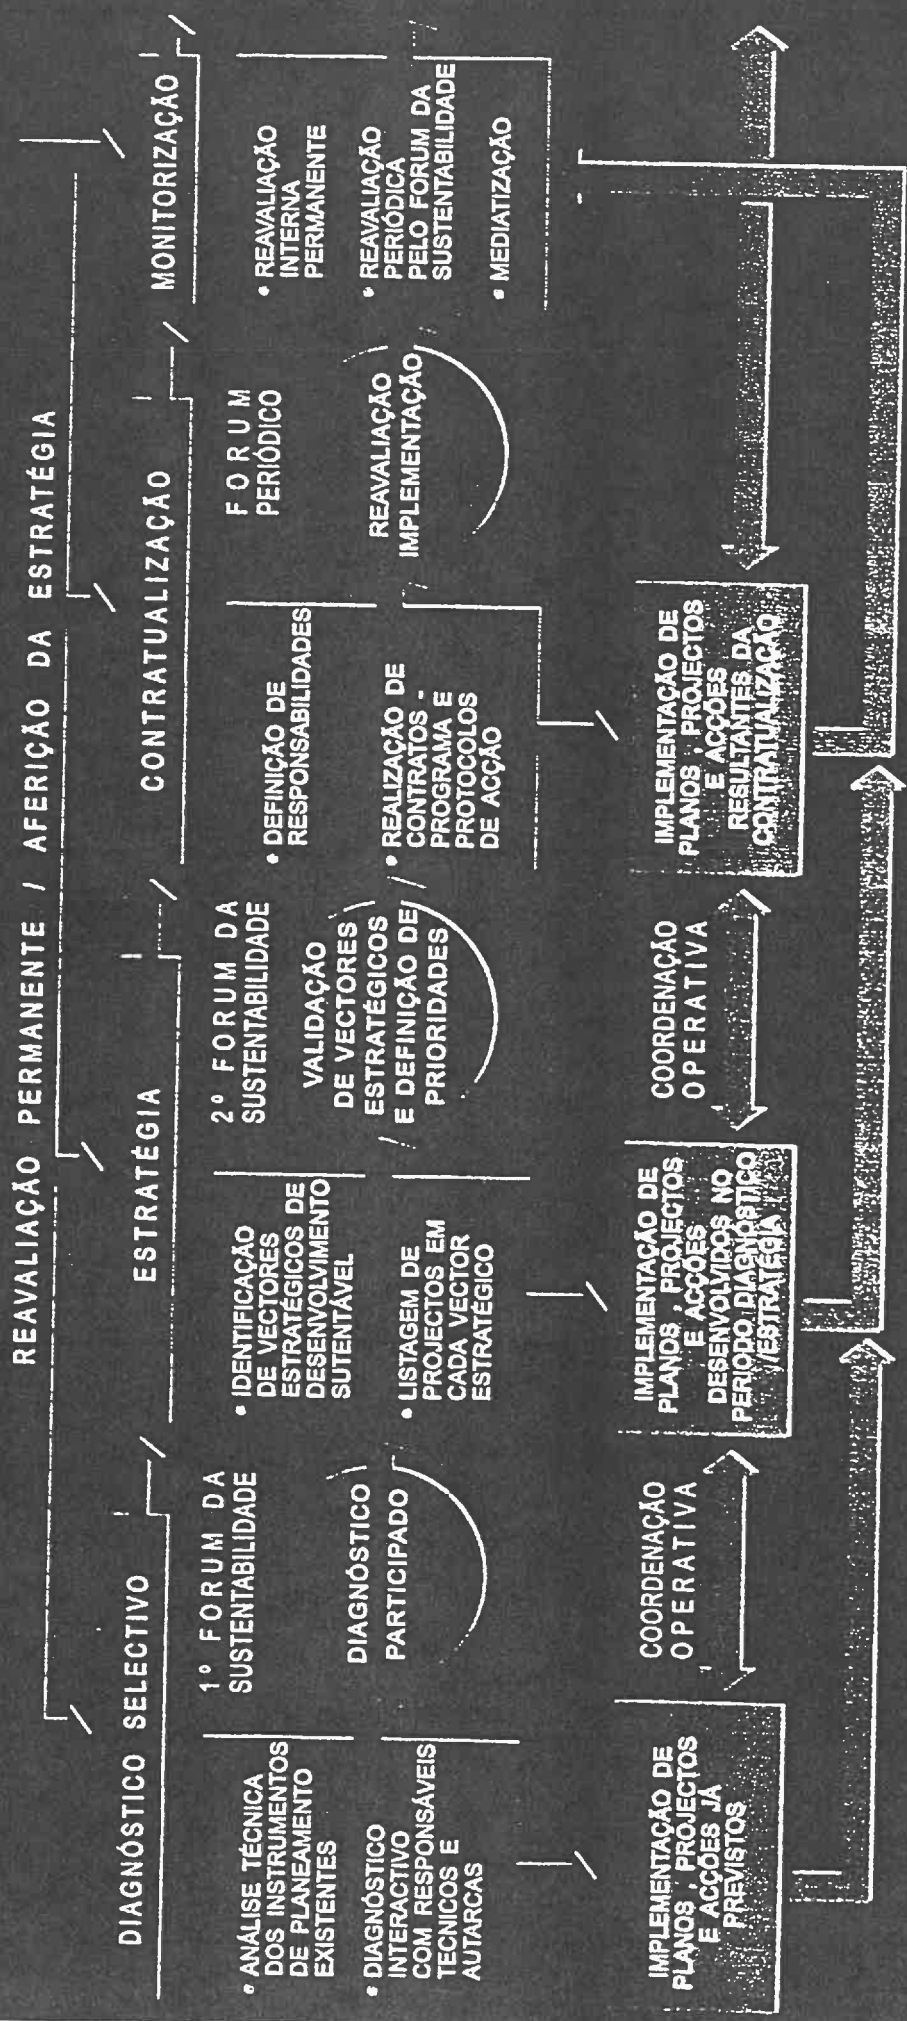 REAVALIAÇÃO PERMANENTE / AFERIÇÃO DA ESTRATÉGIA
DIAGNÓSTICO SELECTIVO
• ANÁLISE TÉCNICA
DOS INSTRUMENTOS
DE PLANEAMENTO
EXISTENTES
• DIAGNÓSTICO
INTERACTIVO
COM RESPONSÁVEIS
TECNICOS E
AUTARCAS
IMPLEMENTAÇÃO DE
PLANOS , PROJECTOS
E ACÇÕES JÁ
PREVISTOS
1º FORUM DA
SUSTENTABILIDADE
DIAGNÓSTICO
PARTICIPADO
COORDENAÇÃO
OPERATIVA
ESTRATÉGIA
• IDENTIFICAÇÃO
DE VECTORES
ESTRATÉGICOS DE
DESENVOLVIMENTO
SUTENTÁVEL
• LISTAGEM DE
PROJECTOS EM
CADA VECTOR
ESTRATÉGICO
IMPLEMENTAÇÃO DE
PLANOS , PROJECTOS
E ACÇÕES
DESENVOLVIDOS NO
PERIODO DIAGNÓSTICO
/ESTRATÉGIA
2º FORUM DA
SUSTENTABILIDADE
VALIDAÇÃO
DE VECTORES
ESTRATÉGICOS
E DEFINIÇÃO DE
PRIORIDADES
COORDENAÇÃO
OPERATIVA
CONTRATUALIZAÇÃO
• DEFINIÇÃO DE
RESPONSABILIDADES
• REALIZAÇÃO DE
CONTRATOS -
PROGRAMA E
PROTOCOLOS
DE ACÇÃO
IMPLEMENTAÇÃO DE
PLANOS , PROJECTOS
E ACÇÕES
RESULTANTES DA
CONTRATUALIZAÇÃO
FORUM
PERIÓDICO
REAVALIAÇÃO
IMPLEMENTAÇÃO
MONITORIZAÇÃO
• REAVALIAÇÃO
INTERNA
PERMANENTE
• REAVALIAÇÃO
PERIÓDICA
PELO FORUM DA
SUSTENTABILIDADE
• MEDIATIZAÇÃO